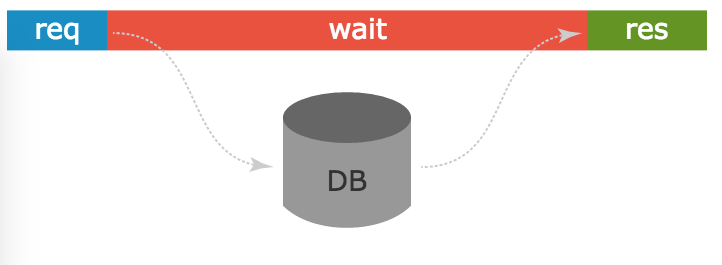 req wait res
DB